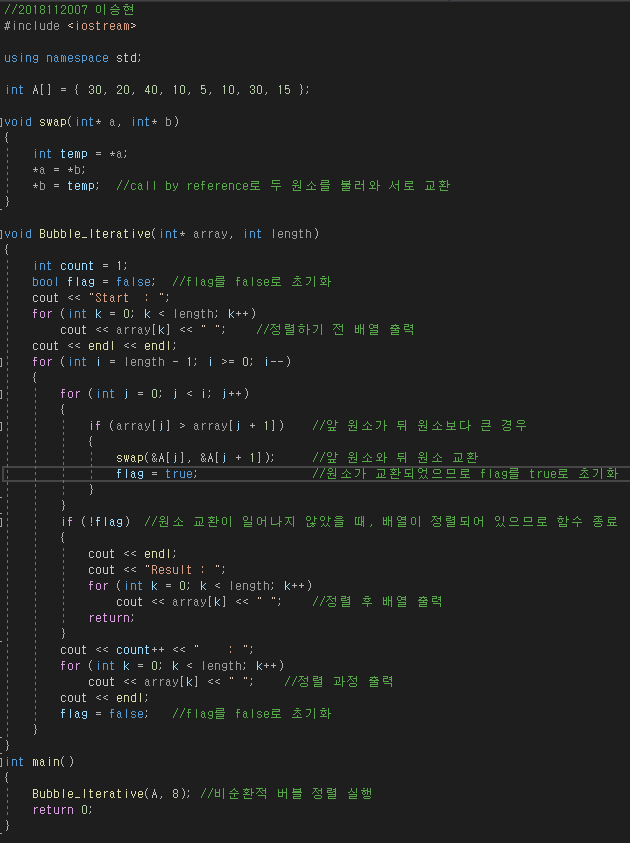 //2018112007 이승현
#include <iostream>

using namespace std;

int A[] = { 30, 20, 40, 10, 5, 10, 30, 15 };

void swap(int* a, int* b)
{
    int temp = *a;
    *a = *b;
    *b = temp;  //call by reference로 두 원소를 불러와 서로 교환
}

void Bubble_Iterative(int* array, int length)
{
    int count = 1;
    bool flag = false;  //flag를 false로 초기화
    cout << "Start  : ";
    for (int k = 0; k < length; k++)
        cout << array[k] << " ";    //정렬하기 전 배열 출력
    cout << endl << endl;
    for (int i = length - 1; i >= 0; i--)
    {
        for (int j = 0; j < i; j++)
        {
            if (array[j] > array[j + 1])    //앞 원소가 뒤 원소보다 큰 경우
            {
                swap(&A[j], &A[j + 1]);     //앞 원소와 뒤 원소 교환
                flag = true;                //원소가 교환되었으므로 flag를 true로 초기화
            }
        }
        if (!flag)  //원소 교환이 일어나지 않았을 때, 배열이 정렬되어 있으므로 함수 종료
        {
            cout << endl;
            cout << "Result : ";
            for (int k = 0; k < length; k++)
                cout << array[k] << " ";    //정렬 후 배열 출력
            return;
        }
        cout << count++ << "    : ";
        for (int k = 0; k < length; k++)
            cout << array[k] << " ";    //정렬 과정 출력
        cout << endl;
        flag = false;   //flag를 false로 초기화
    }
}
int main()
{
    Bubble_Iterative(A, 8); //비순환적 버블 정렬 실행
    return 0;
}